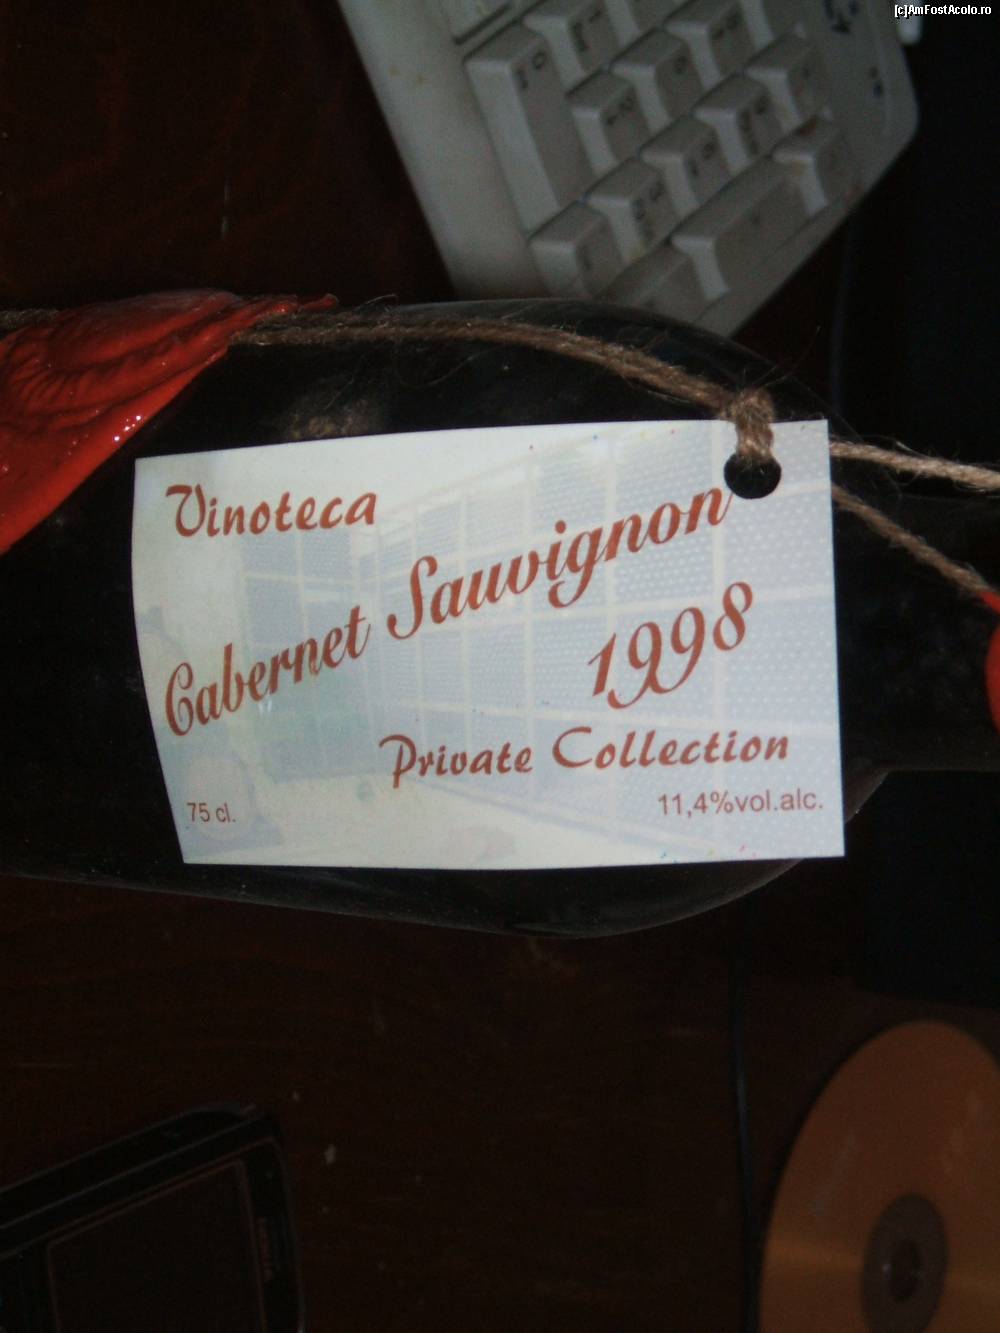 [c]AmFostAcolo.ro
Vinoteca
Cabernet Sauvignon
1998
Private Collection
75 cl.
11,4%vol.alc.